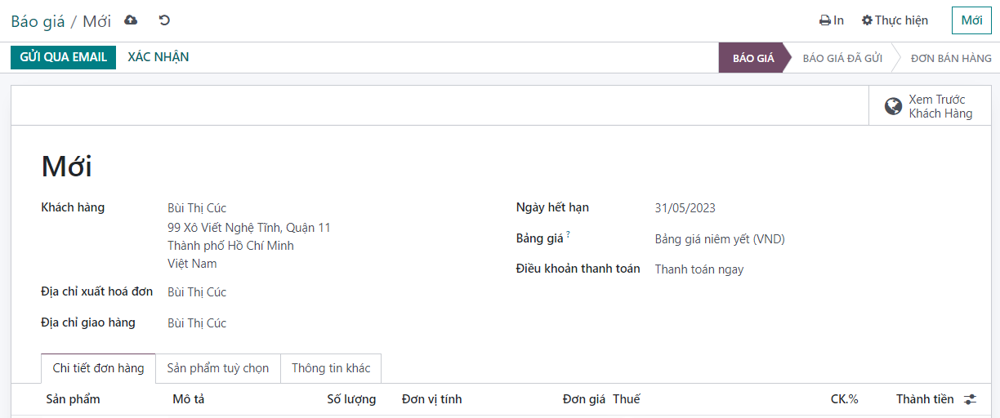 Báo giá / Mới
In
Thực hiện
Mới
GỬI QUA EMAIL
XÁC NHẬN
BÁO GIÁ
BÁO GIÁ ĐÃ GỬI
ĐƠN BÁN HÀNG
Xem Trước
Khách Hàng
Mới
Khách hàng
Bùi Thị Cúc
99 Xô Viết Nghệ Tĩnh, Quận 11
Thành phố Hồ Chí Minh
Việt Nam
Địa chỉ xuất hoá đơn
Bùi Thị Cúc
Địa chỉ giao hàng
Bùi Thị Cúc
Ngày hết hạn
31/05/2023
Bảng giá ?
Bảng giá niêm yết (VND)
Điều khoản thanh toán
Thanh toán ngay
Chi tiết đơn hàng
Sản phẩm tuỳ chọn
Thông tin khác
Sản phẩm
Mô tả
Số lượng
Đơn vị tính
Đơn giá
Thuế
CK.%
Thành tiền